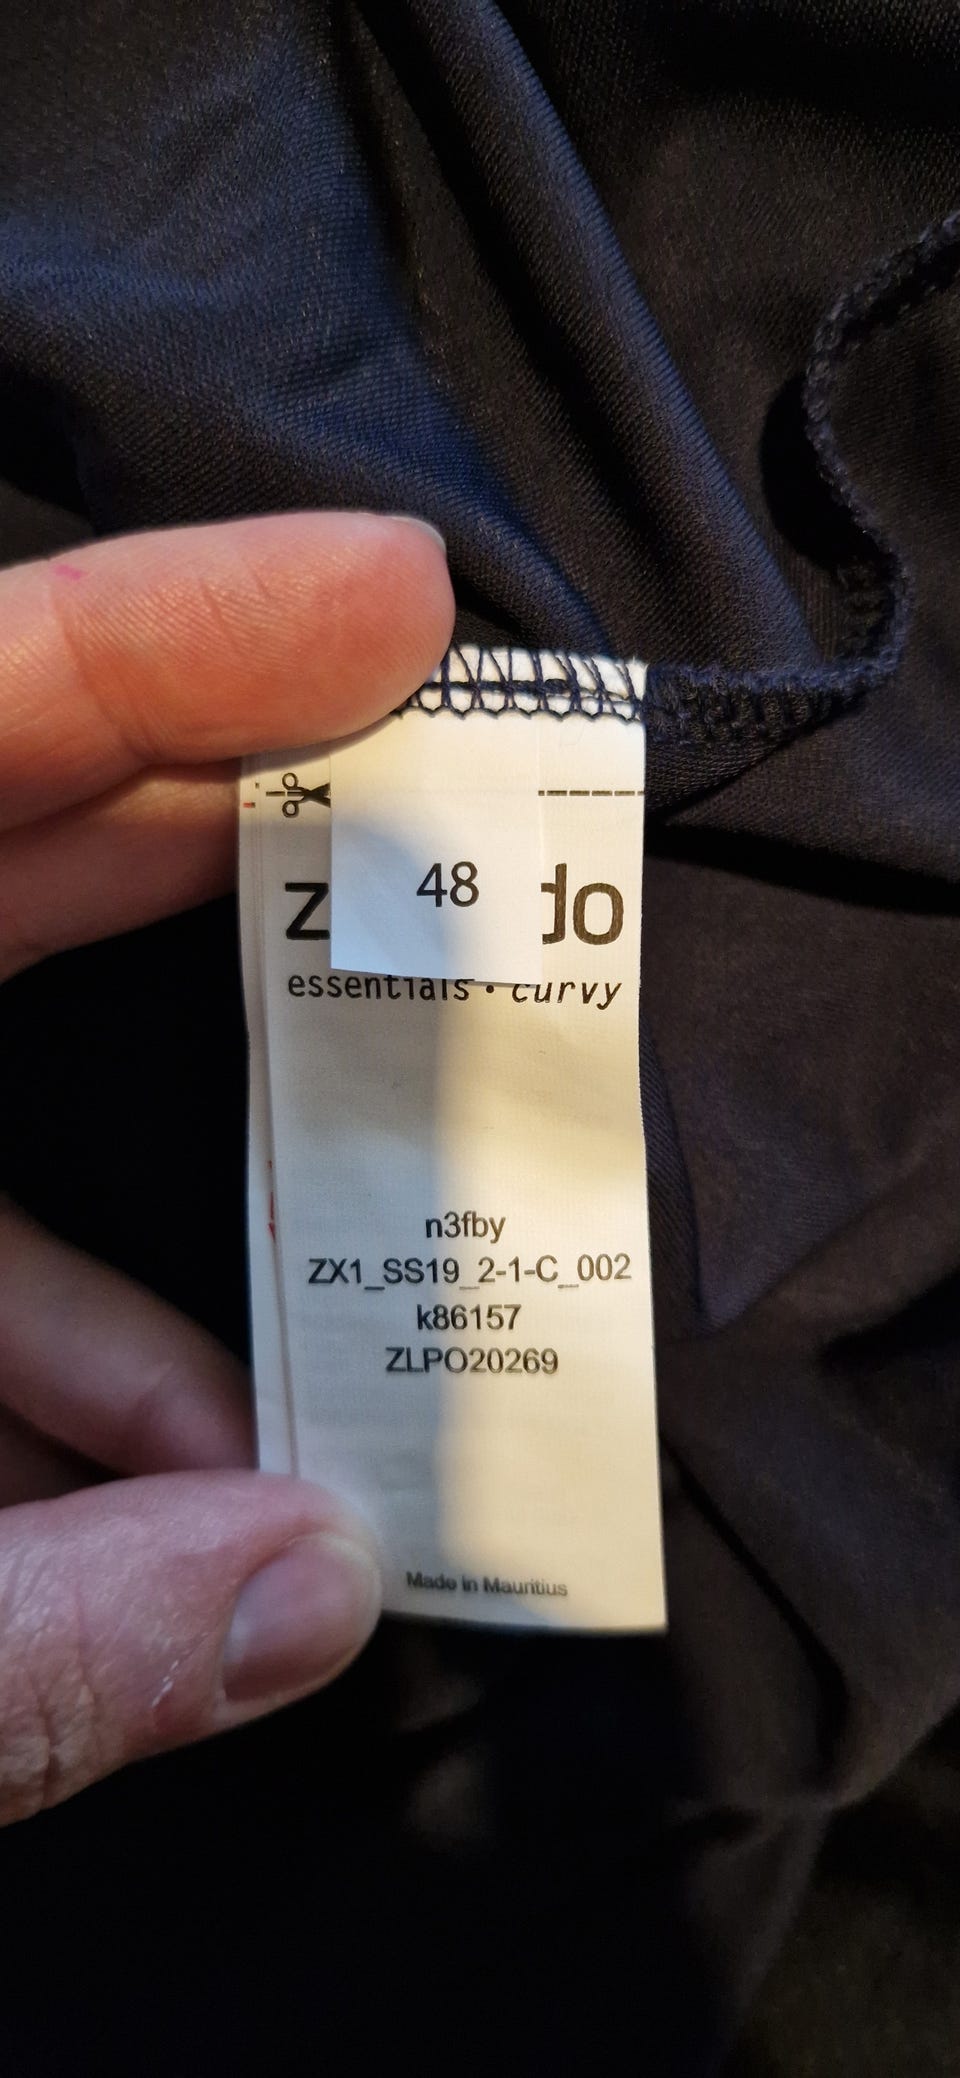 48
z do
essentials • curvy
n3fby
ZX1_SS19_2-1-C_002
k86157
ZLPO20269
Made in Mauritius